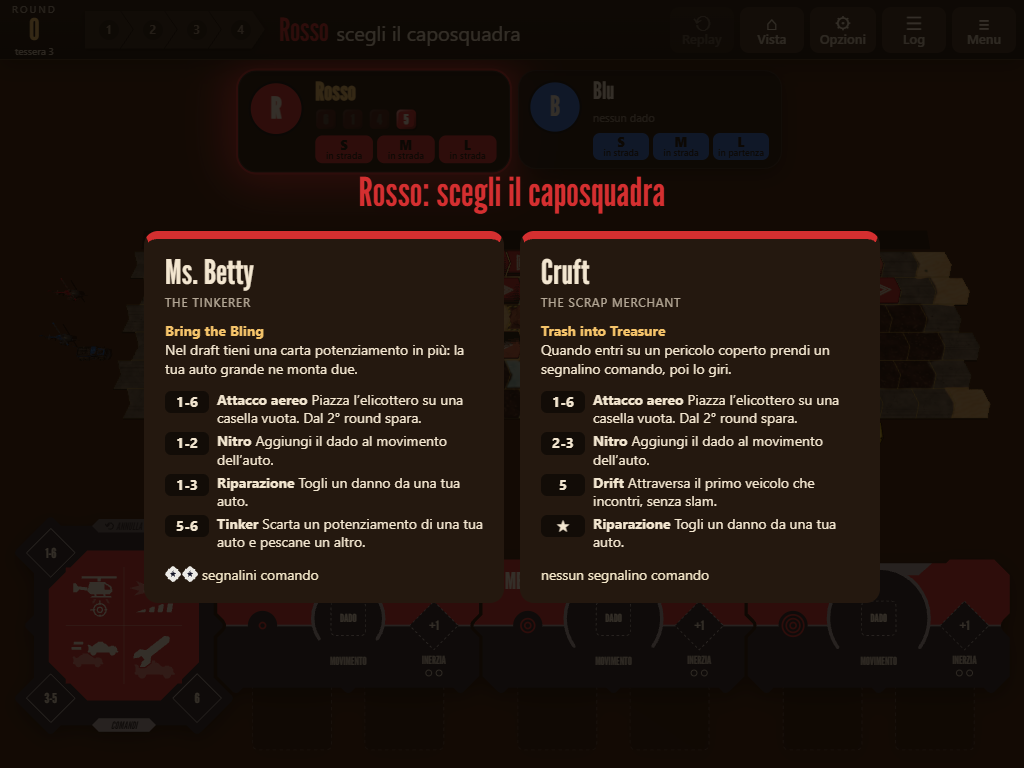 ROUND
0
tessera 3
1 2 3 4
Rosso scegli il caposquadra
Replay
Vista
Opzioni
Log
Menu
R
Rosso
5
S in strada
M in strada
L in strada
B
Blu
nessun dado
S in strada
M in strada
L in partenza
Rosso: scegli il caposquadra
Ms. Betty
THE TINKERER
Bring the Bling
Nel draft tieni una carta potenziamento in più: la
tua auto grande ne monta due.
1-6 Attacco aereo Piazza l'elicottero su una
casella vuota. Dal 2° round spara.
1-2 Nitro Aggiungi il dado al movimento
dell'auto.
1-3 Riparazione Togli un danno da una tua
auto.
5-6 Tinker Scarta un potenziamento di una tua
auto e pescane un altro.
segnalini comando
Cruft
THE SCRAP MERCHANT
Trash into Treasure
Quando entri su un pericolo coperto prendi un
segnalino comando, poi lo giri.
1-6 Attacco aereo Piazza l'elicottero su una
casella vuota. Dal 2° round spara.
2-3 Nitro Aggiungi il dado al movimento
dell'auto.
5 Drift Attraversa il primo veicolo che
incontri, senza slam.
★ Riparazione Togli un danno da una tua
auto.
nessun segnalino comando
1-6
3-5
6
COMANDI
DADO
+1
MOVIMENTO
INERZIA
DADO
+1
MOVIMENTO
INERZIA
DADO
+1
MOVIMENTO
INERZIA